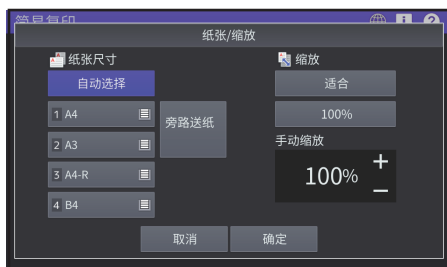 简易复印
纸张/缩放
纸张尺寸
自动选择
1 A4
2 A3
3 A4-R
4 B4
旁路送纸
缩放
适合
100%
手动缩放
100%
+
−
取消
确定